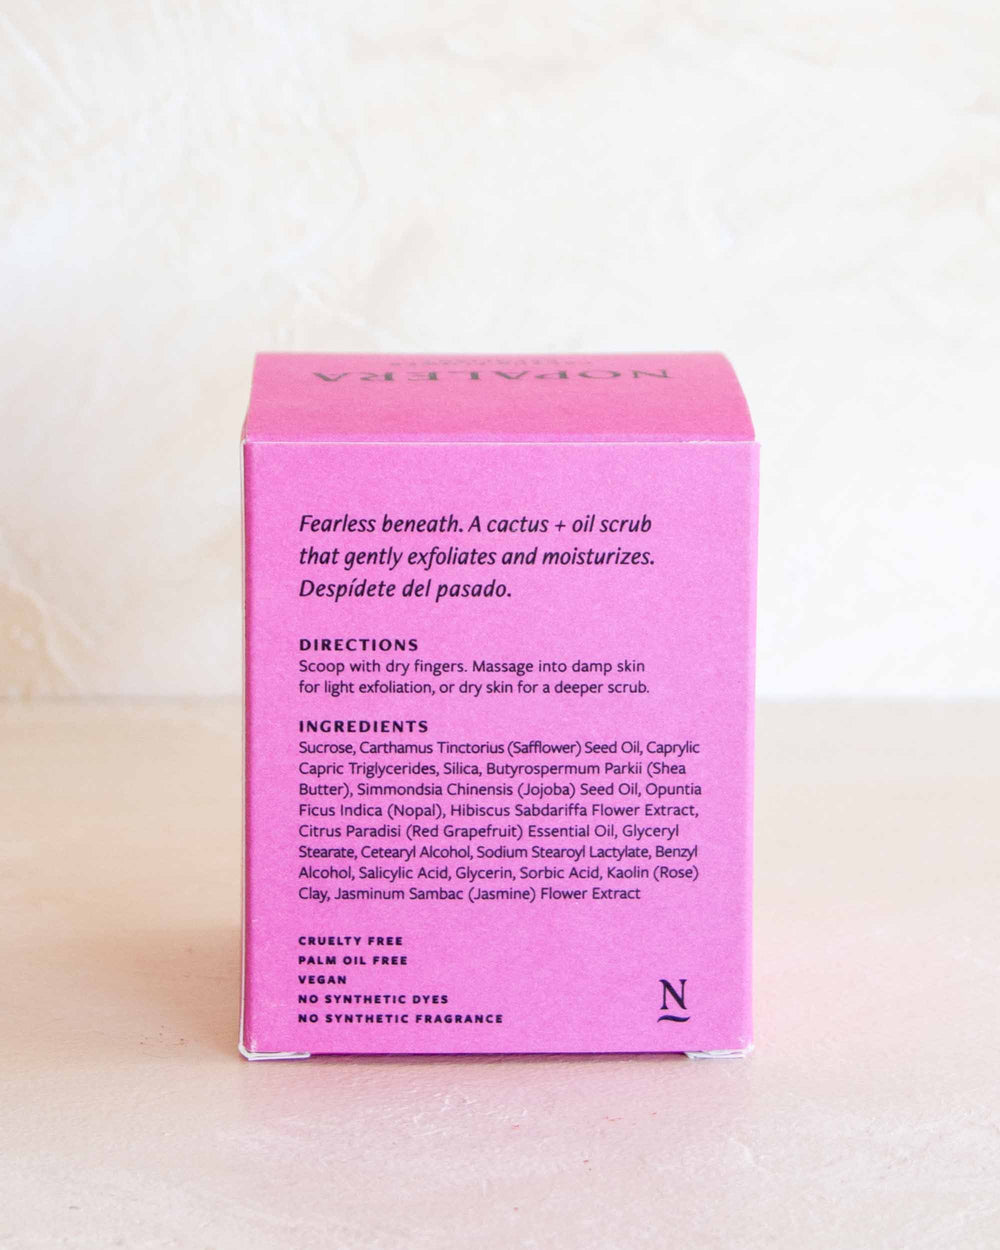 NOPALERA
Fearless beneath. A cactus + oil scrub
that gently exfoliates and moisturizes.
Despídete del pasado.
DIRECTIONS
Scoop with dry fingers. Massage into damp skin
for light exfoliation, or dry skin for a deeper scrub.
INGREDIENTS
Sucrose, Carthamus Tinctorius (Safflower) Seed Oil, Caprylic
Capric Triglycerides, Silica, Butyrospermum Parkii (Shea
Butter), Simmondsia Chinensis (Jojoba) Seed Oil, Opuntia
Ficus Indica (Nopal), Hibiscus Sabdariffa Flower Extract,
Citrus Paradisi (Red Grapefruit) Essential Oil, Glyceryl
Stearate, Cetearyl Alcohol, Sodium Stearoyl Lactylate, Benzyl
Alcohol, Salicylic Acid, Glycerin, Sorbic Acid, Kaolin (Rose)
Clay, Jasminum Sambac (Jasmine) Flower Extract
CRUELTY FREE
PALM OIL FREE
VEGAN
NO SYNTHETIC DYES
NO SYNTHETIC FRAGRANCE
N